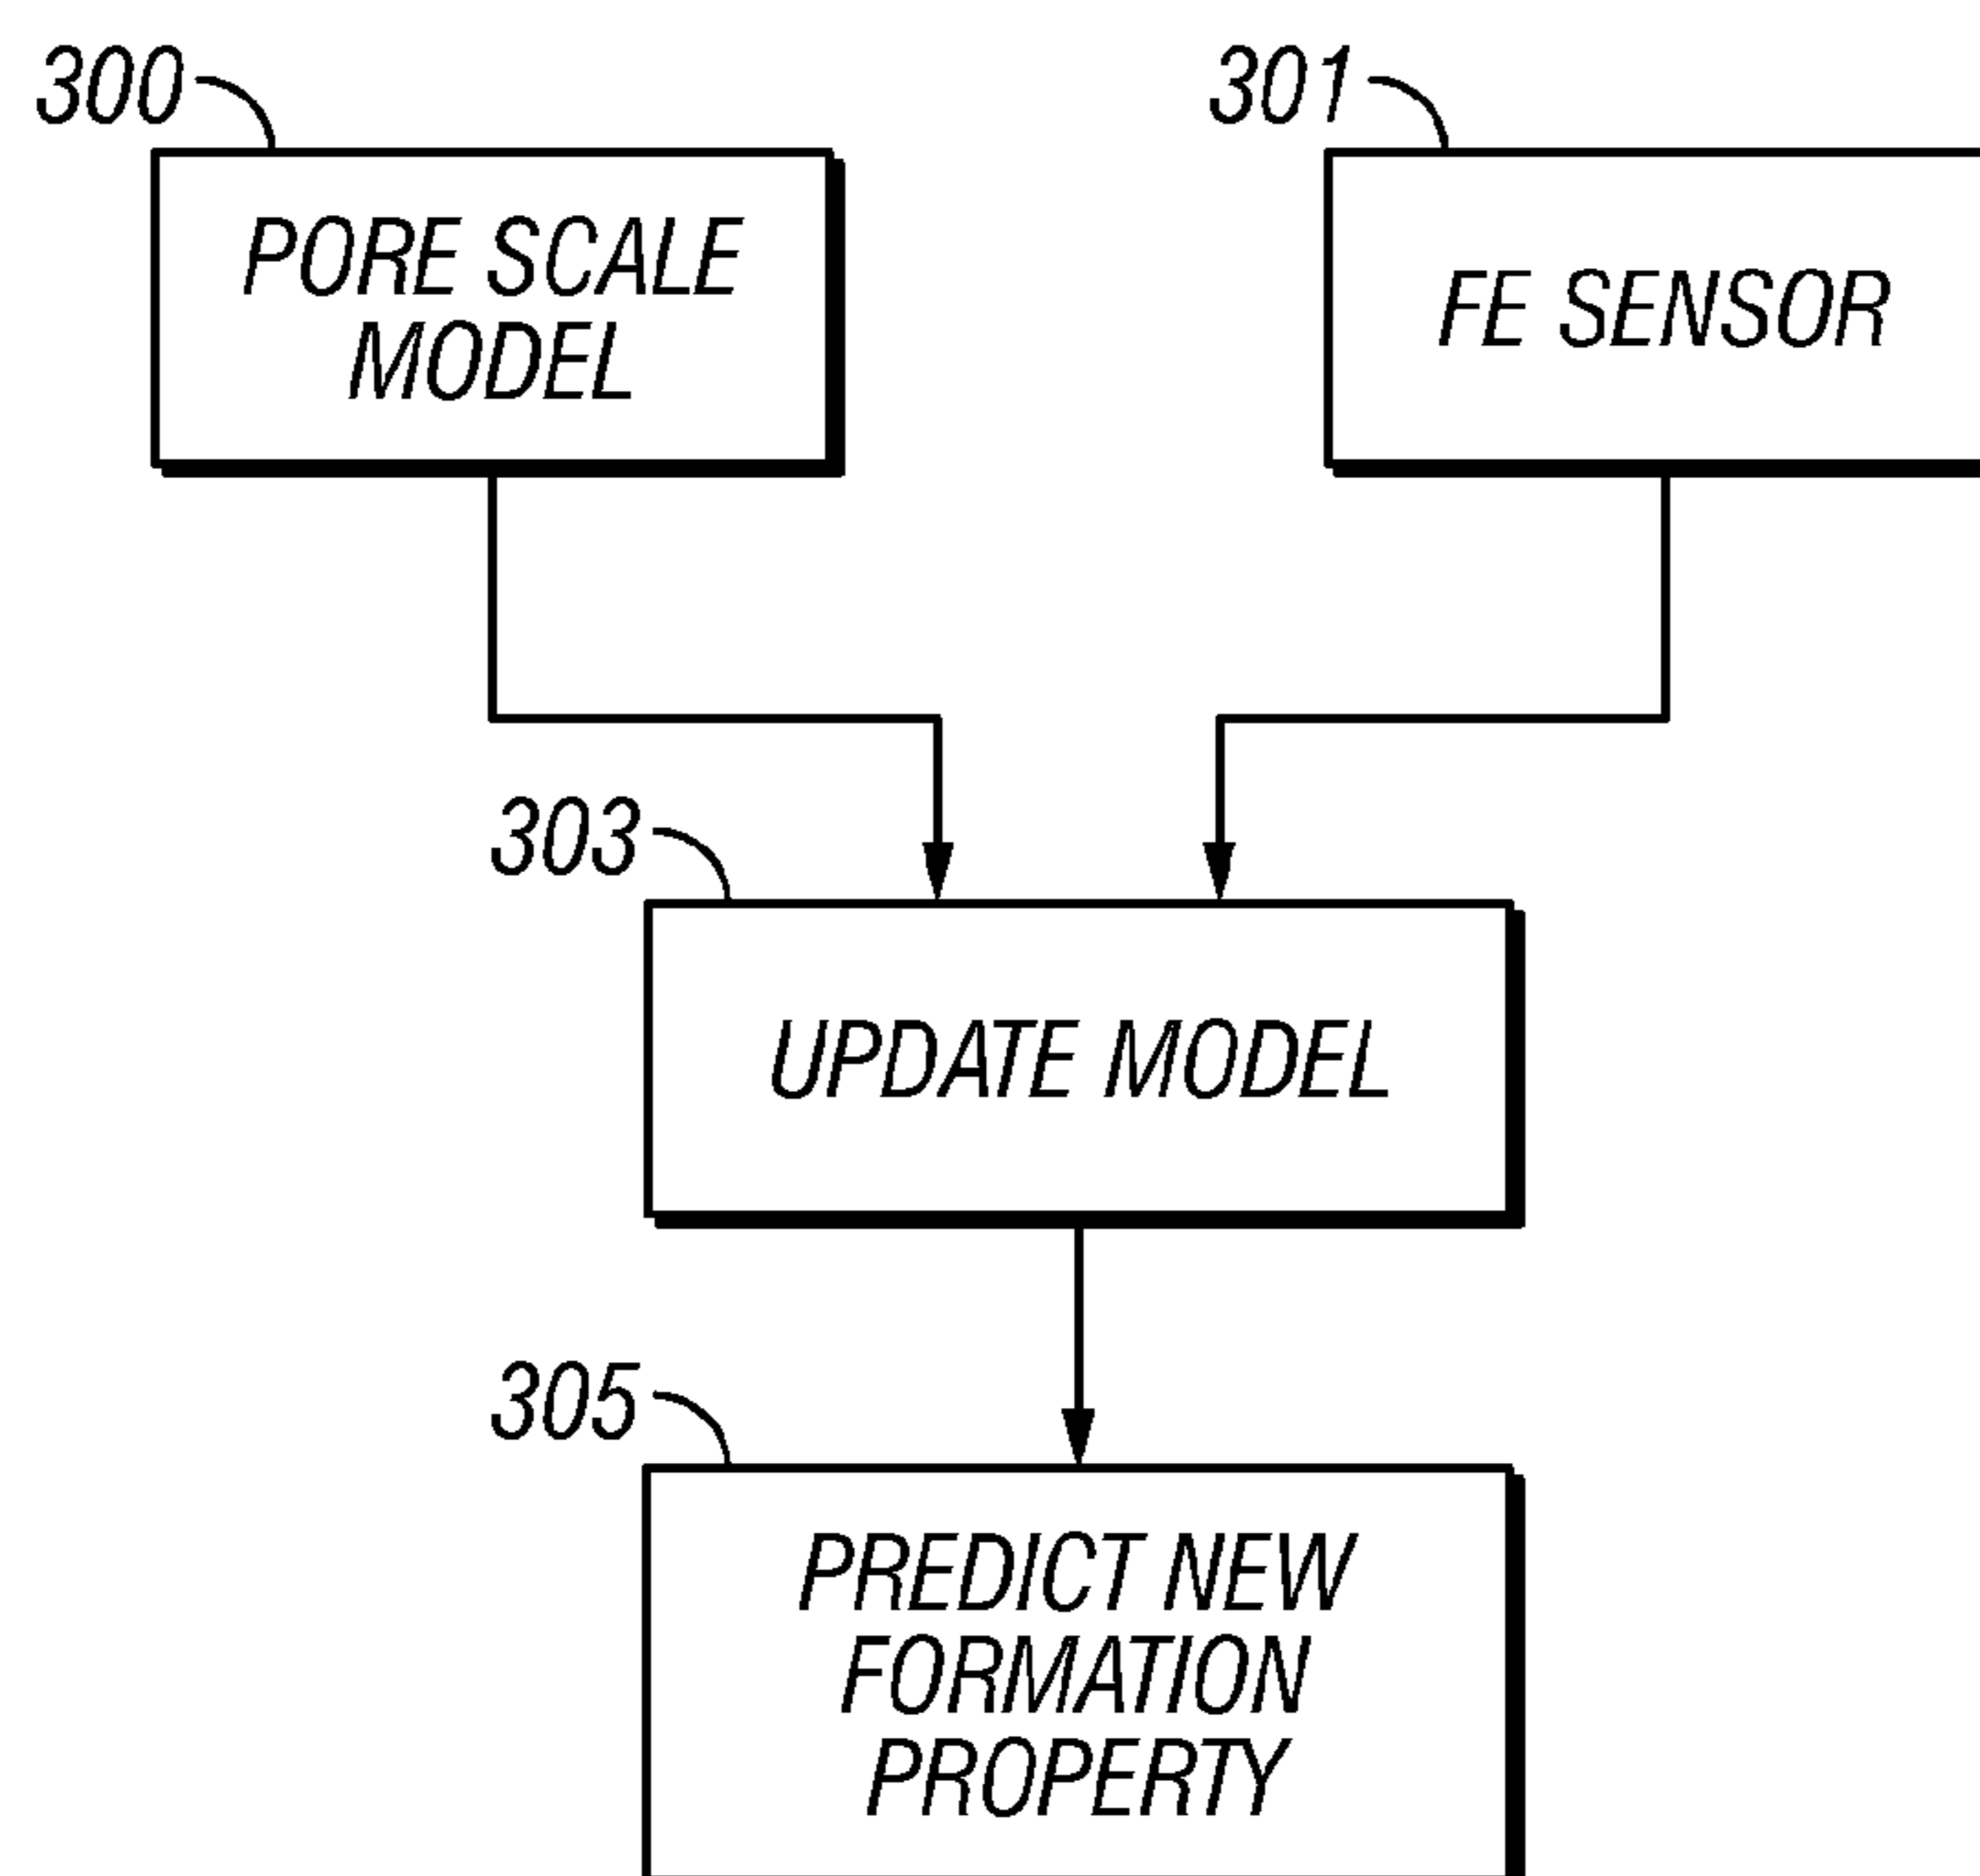 300
301
PORE SCALE
MODEL
FE SENSOR
303
UPDATE MODEL
305
PREDICT NEW
FORMATION
PROPERTY